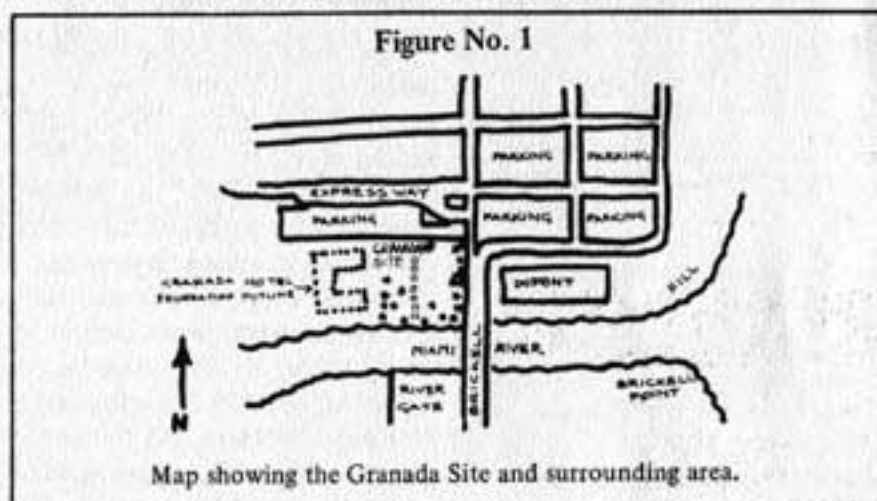 Figure No. 1
PARKING
PARKING
EXPRESS WAY
PARKING
PARKING
PARKING
GRANADA
SITE
GRANADA HOTEL
FOUNDATION FUTURE
DUPONT
FILL
MIAMI
RIVER
BRICKELL
RIVER
GATE
BRICKELL
POINT
N
Map showing the Granada Site and surrounding area.